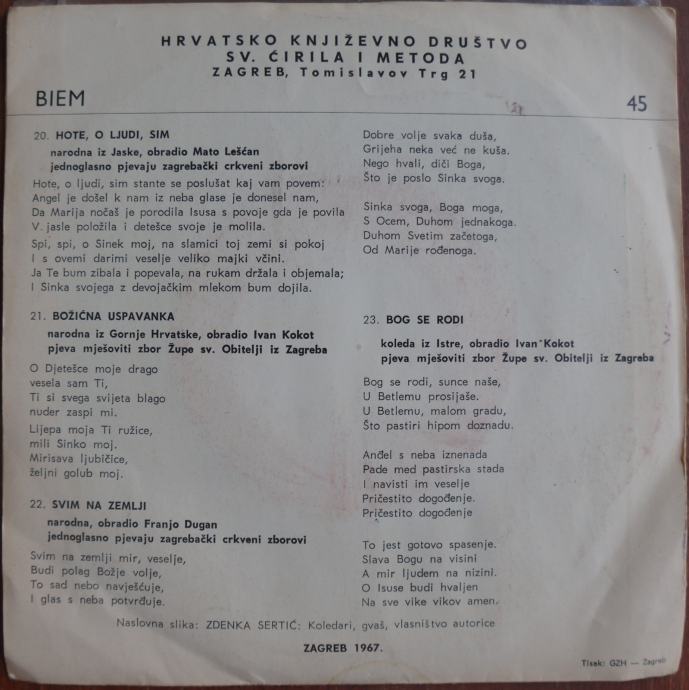 HRVATSKO KNJIŽEVNO DRUŠTVO
SV. ĆIRILA I METODA
ZAGREB, Tomislavov Trg 21
BIEM
45
20. HOTE, O LJUDI, SIM
narodna iz Jaske, obradio Mato Lešćan
jednoglasno pjevaju zagrebački crkveni zborovi
Hote, o ljudi, sim stante se poslušat kaj vam povem:
Angel je došel k nam iz neba glase je donesel nam,
Da Marija nočaš je porodila Isusa s povoje gda je povila
V jasle položila i detešce svoje je molila.
Spi, spi, o Sinek moj, na slamici toj zemi si pokoj
I s ovemi darimi veselje veliko majki včini.
Ja Te bum zibala i popevala, na rukam držala i objemala;
I Sinka svojega z devojačkim mlekom bum dojila.
21. BOŽIĆNA USPAVANKA
narodna iz Gornje Hrvatske, obradio Ivan Kokot
pjeva mješoviti zbor Župe sv. Obitelji iz Zagreba
O Djetešce moje drago
vesela sam Ti,
Ti si svega svijeta blago
nuder zaspi mi.
Lijepa moja Ti ružice,
mili Sinko moj.
Mirisava ljubičice,
željni golub moj.
22. SVIM NA ZEMLJI
narodna, obradio Franjo Dugan
jednoglasno pjevaju zagrebački crkveni zborovi
Svim na zemlji mir, veselje,
Budi polag Božje volje,
To sad nebo navješćuje,
I glas s neba potvrđuje.
Dobre volje svaka duša,
Grijeha neka već ne kuša.
Nego hvali, diči Boga,
Što je poslo Sinka svoga.
Sinka svoga, Boga moga,
S Ocem, Duhom jednakoga.
Duhom Svetim začetoga,
Od Marije rođenoga.
23. BOG SE RODI
koleda iz Istre, obradio Ivan Kokot
pjeva mješoviti zbor Župe sv. Obitelji iz Zagreba
Bog se rodi, sunce naše,
U Betlemu prosijaše.
U Betlemu, malom gradu,
Što pastiri hipom doznadu.
Anđel s neba iznenada
Pade med pastirska stada
I navisti im veselje
Pričestito dogođenje.
Pričestito dogođenje
To jest gotovo spasenje.
Slava Bogu na visini
A mir ljudem na nizini.
O Isuse budi hvaljen
Na sve vike vikov amen.
Naslovna slika: ZDENKA SERTIĆ: Koledari, gvaš, vlasništvo autorice
ZAGREB 1967.
Tisak: GZH — Zagreb